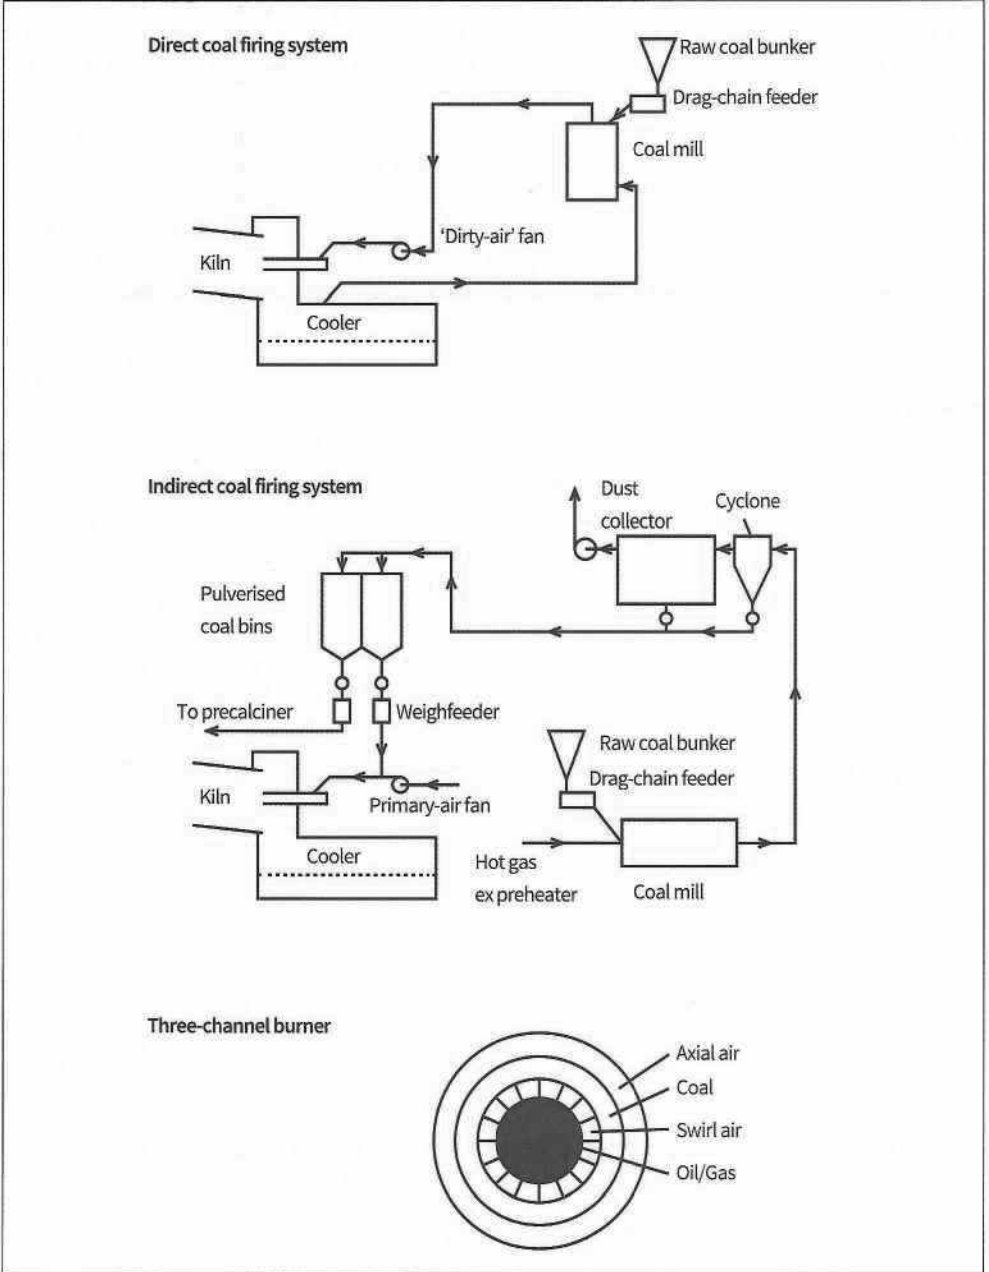 Direct coal firing system
Raw coal bunker
Drag-chain feeder
Coal mill
‘Dirty-air’ fan
Kiln
Cooler
Indirect coal firing system
Dust
collector
Cyclone
Pulverised
coal bins
To precalciner
Weighfeeder
Raw coal bunker
Drag-chain feeder
Kiln
Primary-air fan
Cooler
Hot gas
ex preheater
Coal mill
Three-channel burner
Axial air
Coal
Swirl air
Oil/Gas